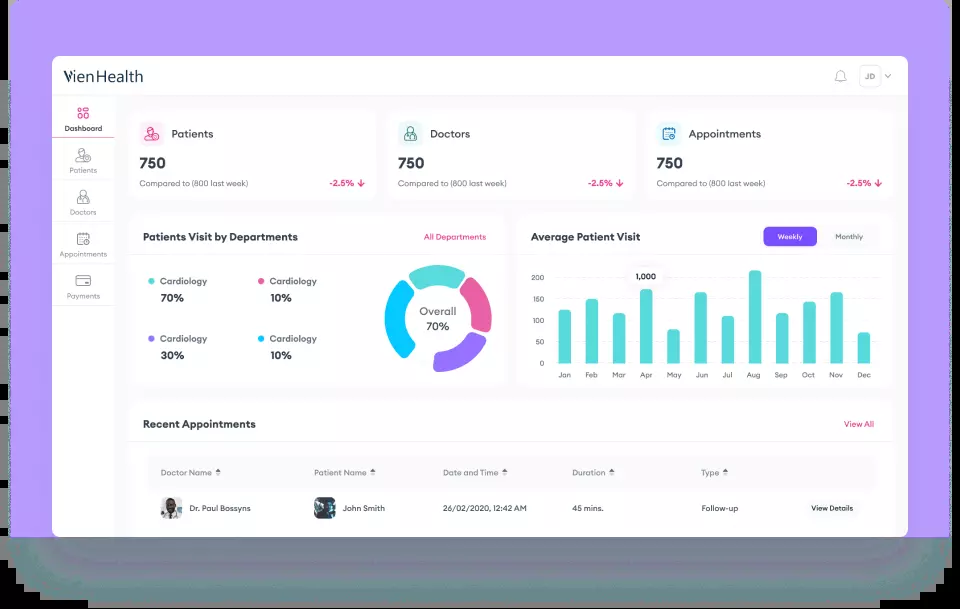 VienHealth
JD
Dashboard
Patients
Doctors
Appointments
Payments
Patients
750
Compared to (800 last week)
-2.5%
Doctors
750
Compared to (800 last week)
-2.5%
Appointments
750
Compared to (800 last week)
-2.5%
Patients Visit by Departments
All Departments
Cardiology
70%
Cardiology
10%
Cardiology
30%
Cardiology
10%
Overall
70%
Average Patient Visit
Weekly
Monthly
1,000
200
150
100
50
0
Jan Feb Mar Apr May Jun Jul Aug Sep Oct Nov Dec
Recent Appointments
View All
Doctor Name Patient Name Date and Time Duration Type
Dr. Paul Bossyns John Smith 26/02/2020, 12:42 AM 45 mins. Follow-up View Details